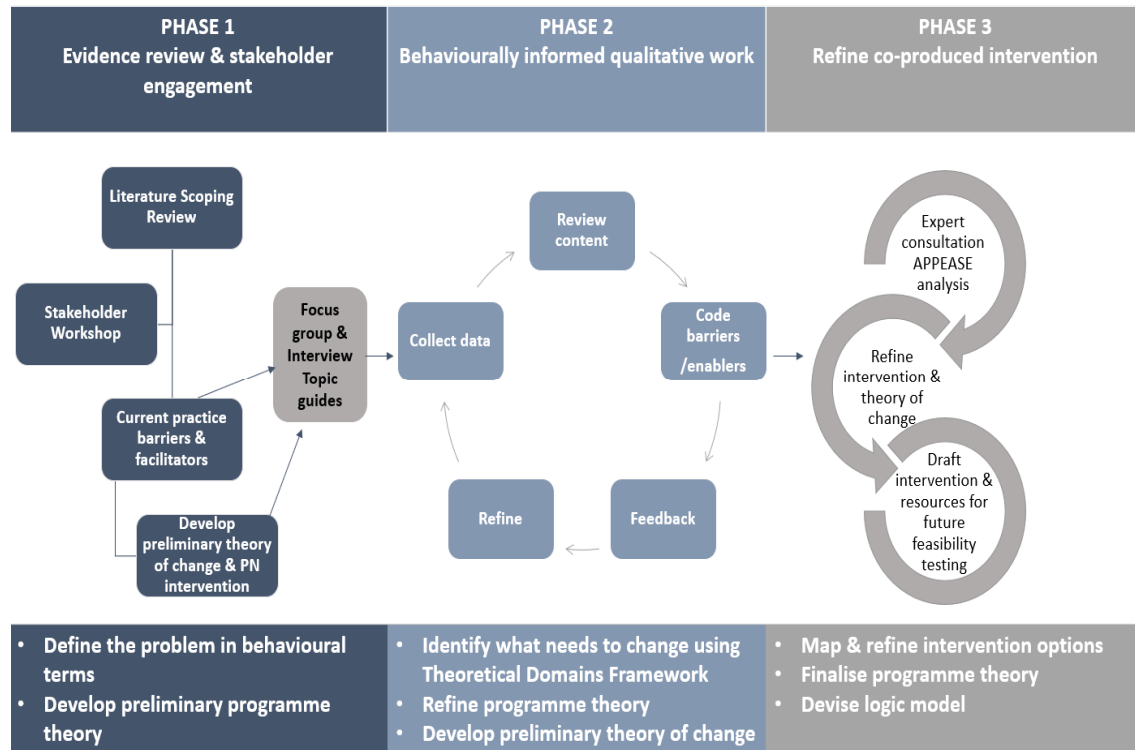 PHASE 1
Evidence review & stakeholder
engagement
PHASE 2
Behaviourally informed qualitative work
PHASE 3
Refine co-produced intervention
Literature Scoping
Review
Stakeholder
Workshop
Current practice
barriers &
facilitators
Develop
preliminary theory
of change & PN
intervention
Focus
group &
Interview
Topic
guides
Collect data
Review
content
Code
barriers
/enablers
Feedback
Refine
Expert
consultation
APPEASE
analysis
Refine
intervention &
theory of
change
Draft
intervention &
resources for
future
feasibility
testing
• Define the problem in behavioural
terms
• Develop preliminary programme
theory
• Identify what needs to change using
Theoretical Domains Framework
• Refine programme theory
• Develop preliminary theory of change
• Map & refine intervention options
• Finalise programme theory
• Devise logic model